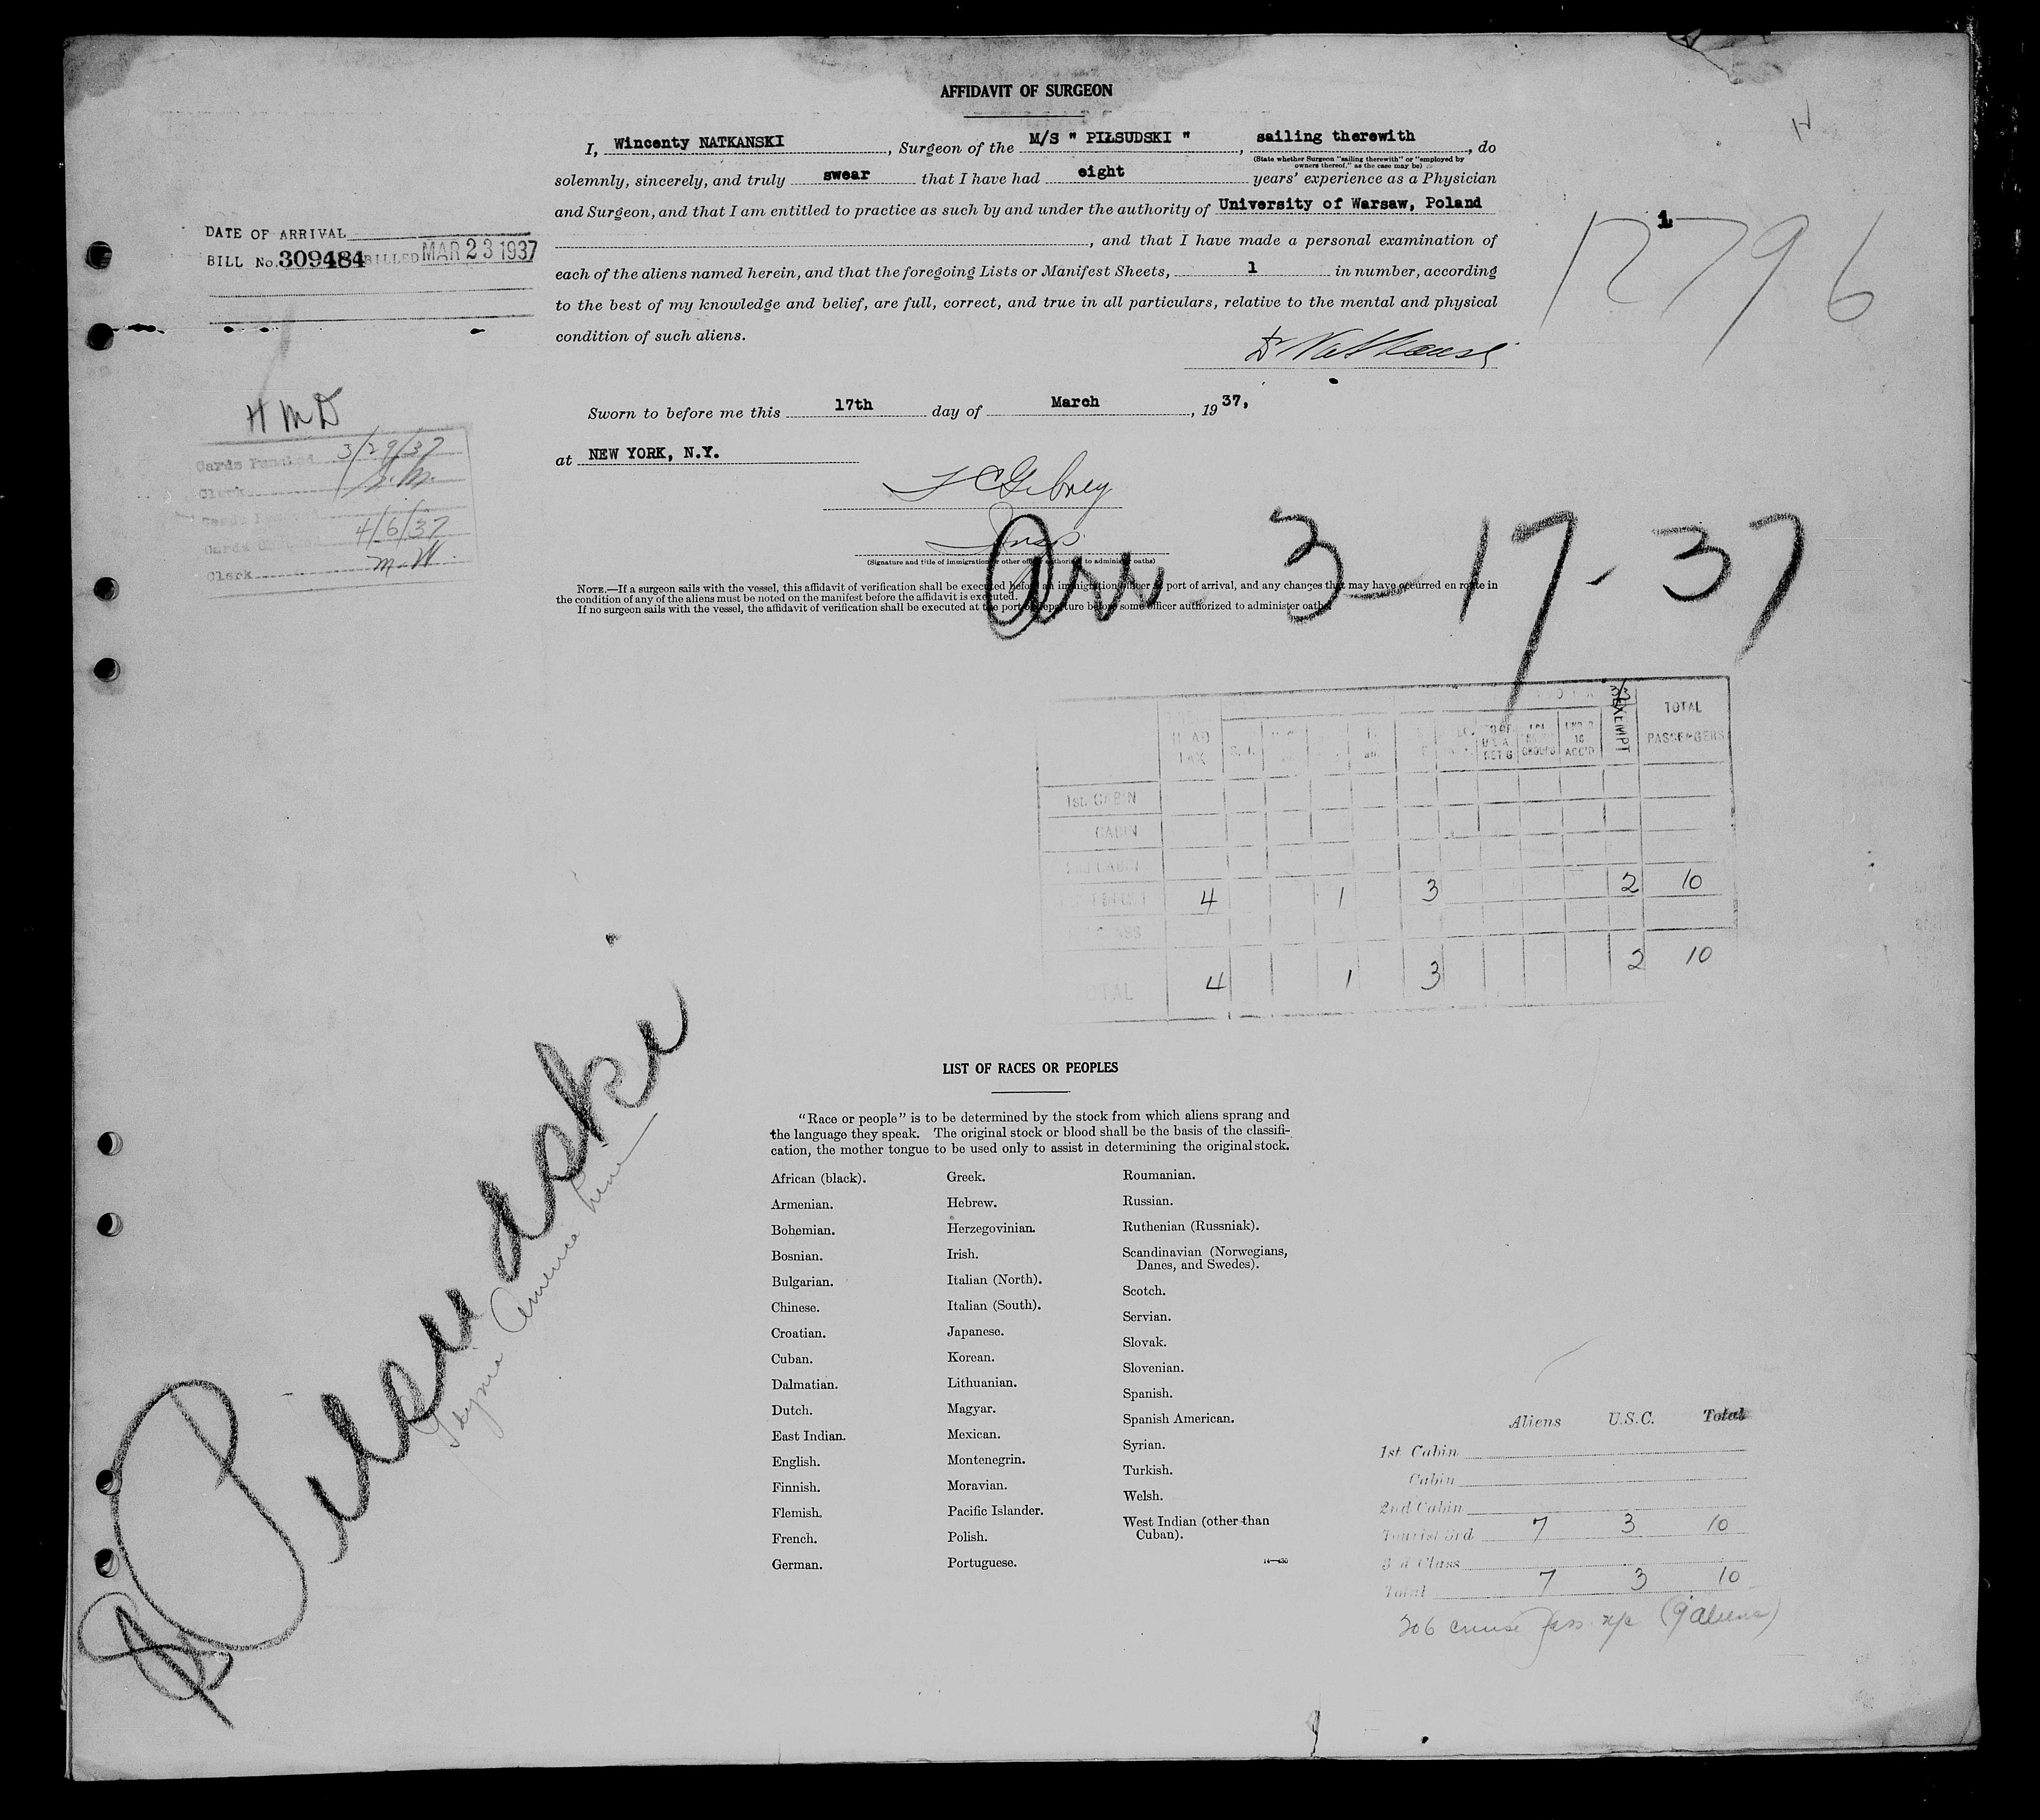 AFFIDAVIT OF SURGEON
I, Wincenty NATKANSKI, Surgeon of the M/S " PIŁSUDSKI ", sailing therewith, do
(State whether Surgeon "sailing therewith" or "employed by
owners thereof," as the case may be)
solemnly, sincerely, and truly swear that I have had eight years' experience as a Physician
and Surgeon, and that I am entitled to practice as such by and under the authority of University of Warsaw, Poland
, and that I have made a personal examination of
each of the aliens named herein, and that the foregoing Lists or Manifest Sheets, 1 in number, according
to the best of my knowledge and belief, are full, correct, and true in all particulars, relative to the mental and physical
condition of such aliens.
1
12796
DATE OF ARRIVAL
BILL No. 309484 BILLED MAR 23 1937
Dr Natkanski
Sworn to before me this 17th day of March, 1937,
at NEW YORK, N.Y.
H M D
Cards Punched 3/29/37
Clerk
4/6/37
Clerk M.W.
Insp
(Signature and title of immigration or other officer authorized to administer oaths)
Arr. 3-17-37
NOTE.—If a surgeon sails with the vessel, this affidavit of verification shall be executed before an immigration officer at port of arrival, and any changes that may have occurred en route in
the condition of any of the aliens must be noted on the manifest before the affidavit is executed.
If no surgeon sails with the vessel, the affidavit of verification shall be executed at the port of departure before some officer authorized to administer oaths.
HEAD TAX EXEMPT TOTAL PASSENGERS
1st. CABIN
CABIN
2nd CABIN
4 1 3 2 10
TOTAL 4 1 3 2 10
Pilsudski
Gdynia America Line
LIST OF RACES OR PEOPLES
"Race or people" is to be determined by the stock from which aliens sprang and
the language they speak. The original stock or blood shall be the basis of the classifi-
cation, the mother tongue to be used only to assist in determining the original stock.
African (black).
Armenian.
Bohemian.
Bosnian.
Bulgarian.
Chinese.
Croatian.
Cuban.
Dalmatian.
Dutch.
East Indian.
English.
Finnish.
Flemish.
French.
German.
Greek.
Hebrew.
Herzegovinian.
Irish.
Italian (North).
Italian (South).
Japanese.
Korean.
Lithuanian.
Magyar.
Mexican.
Montenegrin.
Moravian.
Pacific Islander.
Polish.
Portuguese.
Roumanian.
Russian.
Ruthenian (Russniak).
Scandinavian (Norwegians,
Danes, and Swedes).
Scotch.
Servian.
Slovak.
Slovenian.
Spanish.
Spanish American.
Syrian.
Turkish.
Welsh.
West Indian (other than
Cuban).
Aliens U.S.C. Total
1st Cabin
Cabin
2nd Cabin
Tourist 3rd 7 3 10
3rd Class
Total 7 3 10
206 cruise pass. (9 aliens)